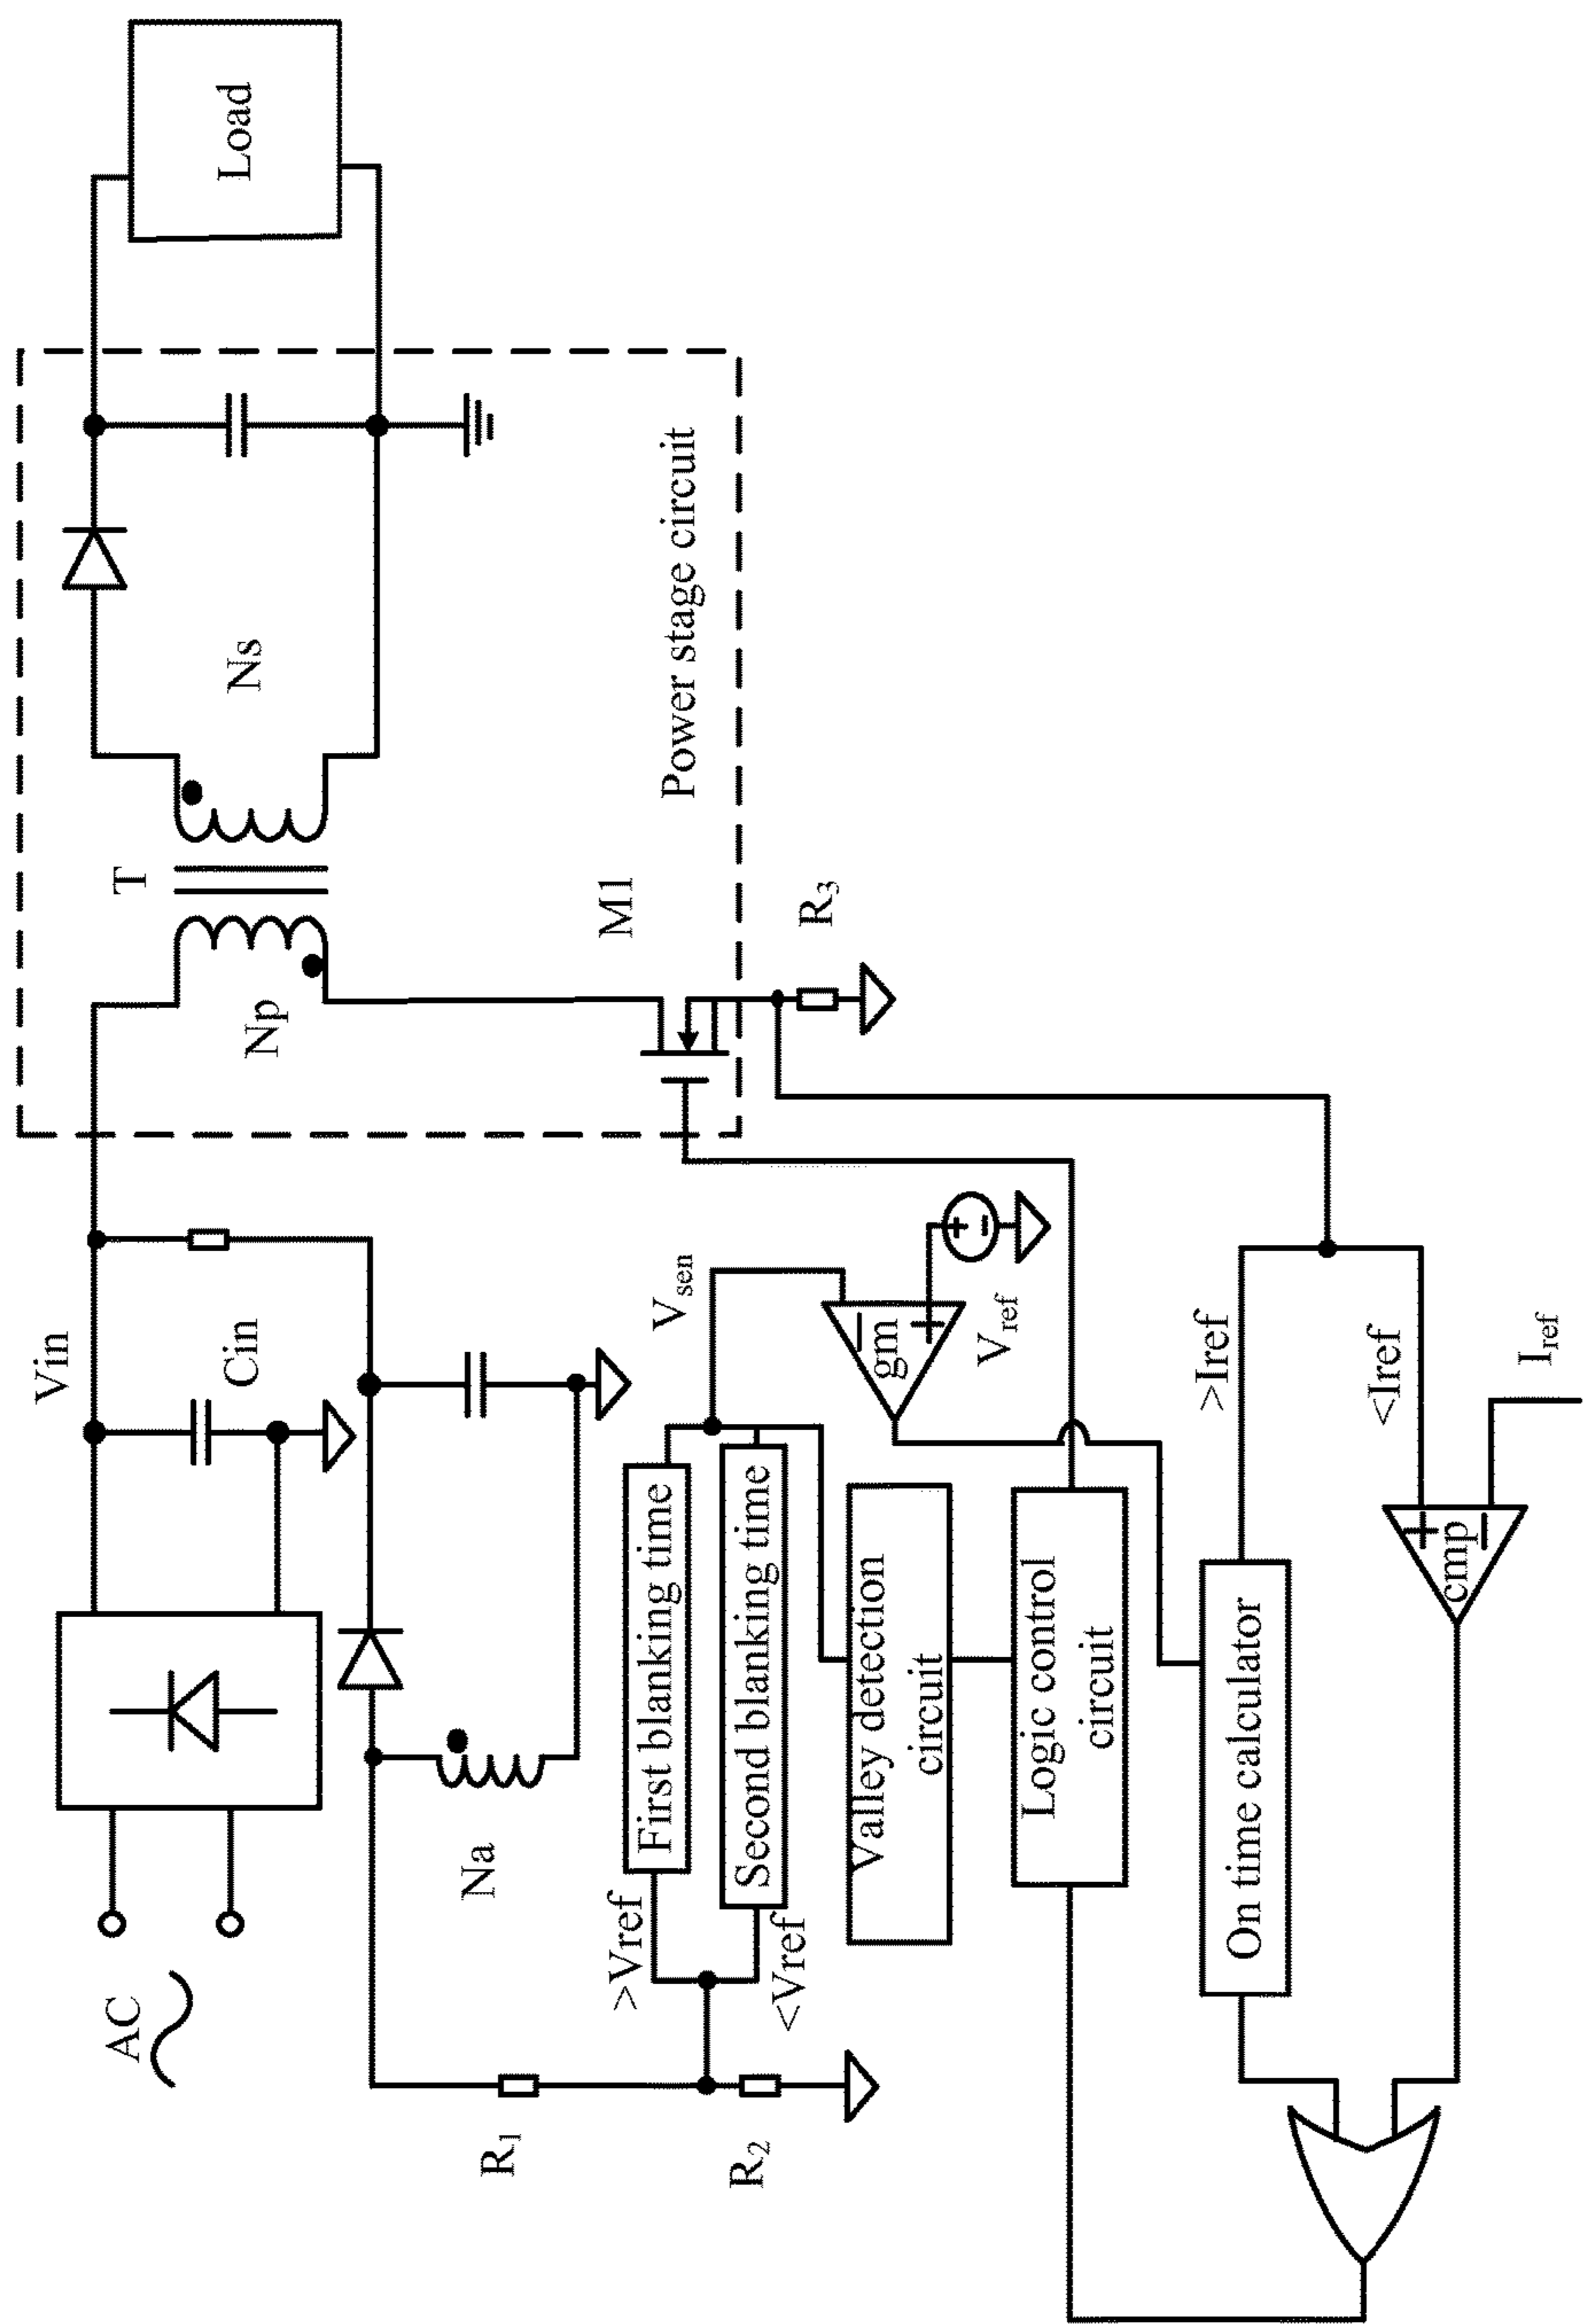 AC
Vin
Cin
T
Np
Ns
Load
M1
Power stage circuit
R3
Na
R1
R2
>Vref
<Vref
First blanking time
Second blanking time
Vsen
gm
−
+
Vref
+
−
Valley detection
circuit
Logic control
circuit
On time calculator
>Iref
<Iref
+
−
cmp
Iref